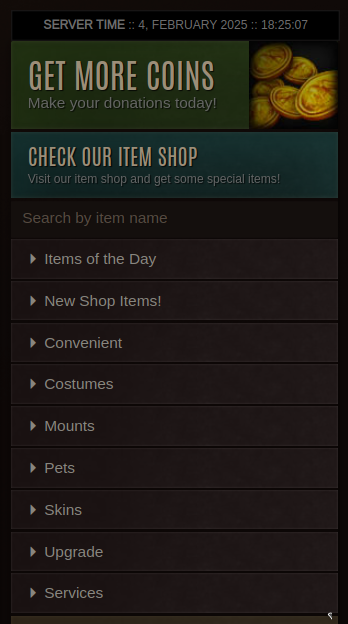 SERVER TIME :: 4, FEBRUARY 2025 :: 18:25:07
GET MORE COINS
Make your donations today!
CHECK OUR ITEM SHOP
Visit our item shop and get some special items!
Search by item name
Items of the Day
New Shop Items!
Convenient
Costumes
Mounts
Pets
Skins
Upgrade
Services